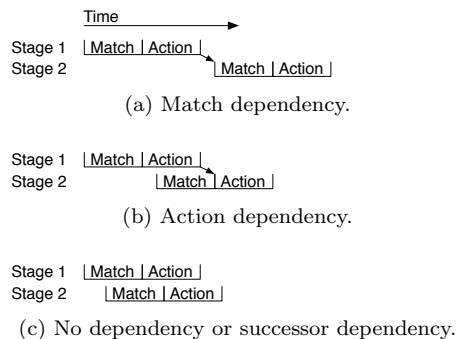 Time
Stage 1 Match Action
Stage 2 Match Action
(a) Match dependency.
Stage 1 Match Action
Stage 2 Match Action
(b) Action dependency.
Stage 1 Match Action
Stage 2 Match Action
(c) No dependency or successor dependency.